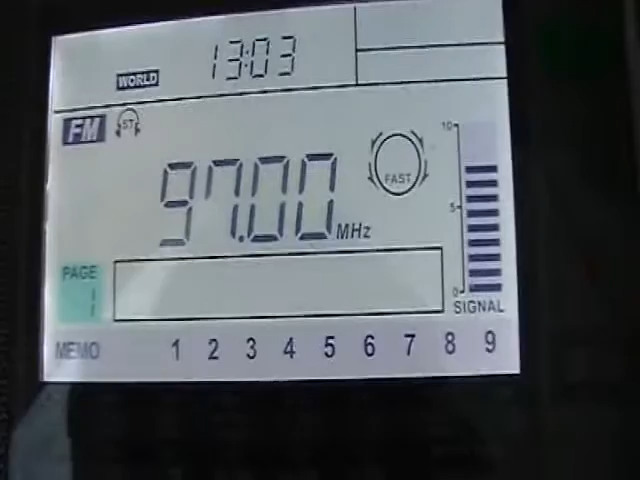 13:03
WORLD
FM ST
97.00 MHz
FAST
10
5
0
SIGNAL
PAGE
1
MEMO 1 2 3 4 5 6 7 8 9